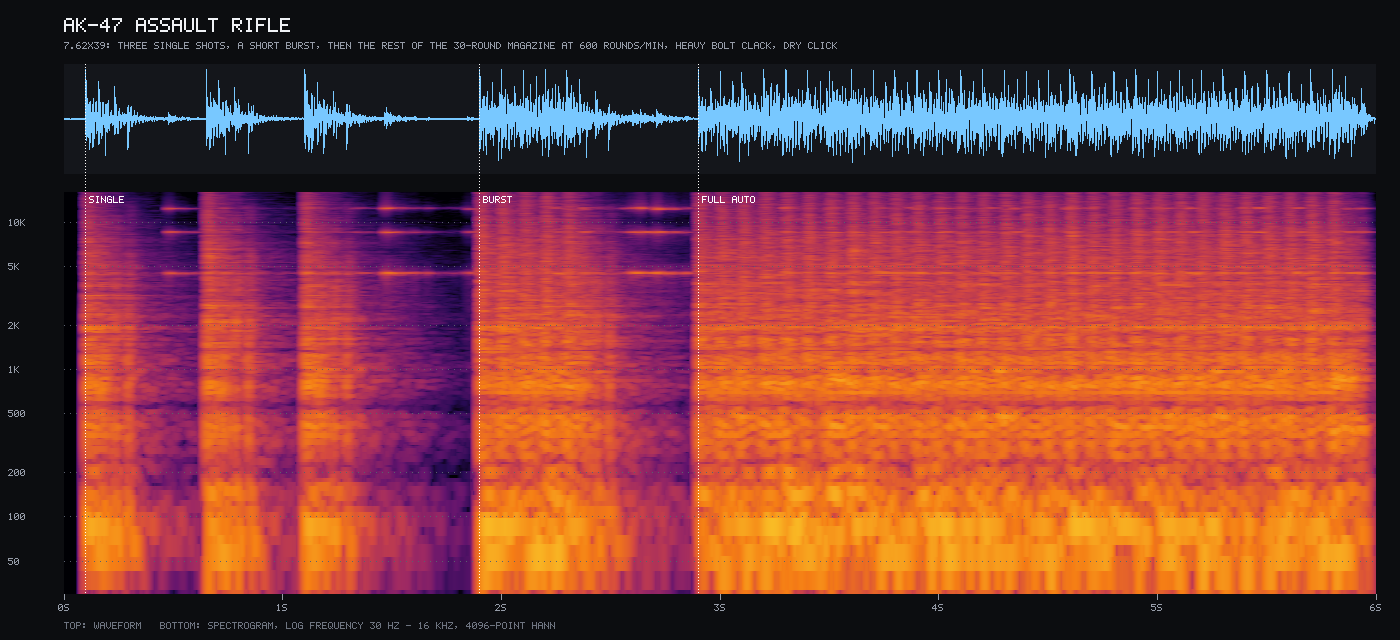 AK-47 ASSAULT RIFLE
7.62X39: THREE SINGLE SHOTS, A SHORT BURST, THEN THE REST OF THE 30-ROUND MAGAZINE AT 600 ROUNDS/MIN, HEAVY BOLT CLACK, DRY CLICK
SINGLE BURST FULL AUTO
10K
5K
2K
1K
500
200
100
50
0S 1S 2S 3S 4S 5S 6S
TOP: WAVEFORM BOTTOM: SPECTROGRAM, LOG FREQUENCY 30 HZ - 16 KHZ, 4096-POINT HANN